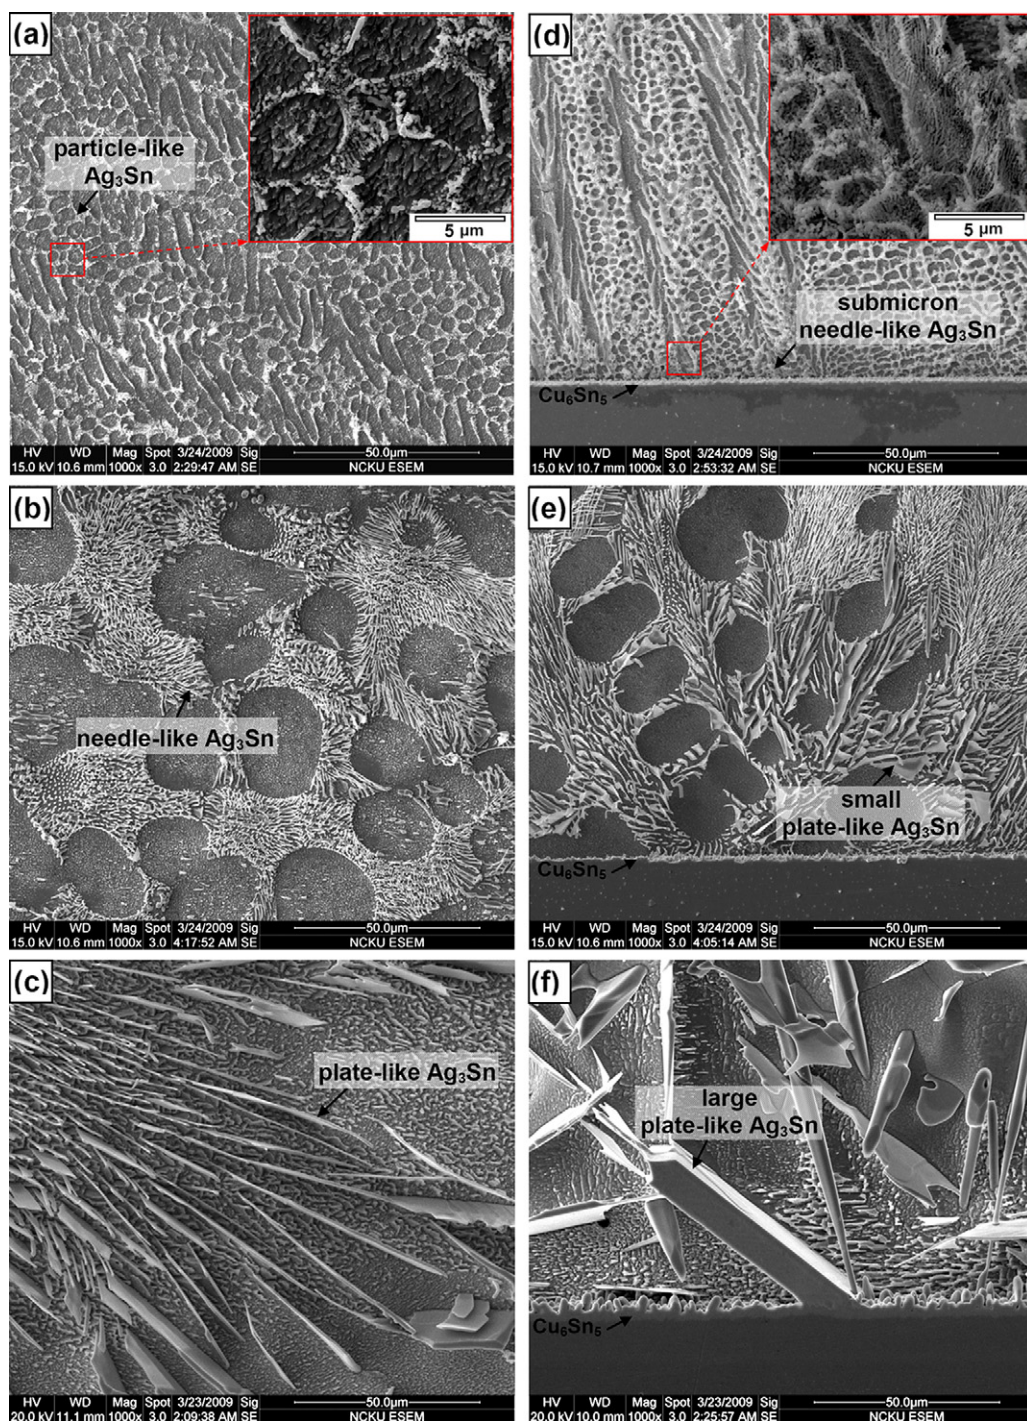 (a)
particle-like
Ag₃Sn
5 µm
HV WD Mag Spot 3/24/2009 Sig 50.0µm
15.0 kV 10.6 mm 1000x 3.0 2:29:47 AM SE NCKU ESEM
(d)
5 µm
submicron
needle-like Ag₃Sn
Cu₆Sn₅
HV WD Mag Spot 3/24/2009 Sig 50.0µm
15.0 kV 10.7 mm 1000x 3.0 2:53:32 AM SE NCKU ESEM
(b)
needle-like Ag₃Sn
HV WD Mag Spot 3/24/2009 Sig 50.0µm
15.0 kV 10.6 mm 1000x 3.0 4:17:52 AM SE NCKU ESEM
(e)
small
plate-like Ag₃Sn
Cu₆Sn₅
HV WD Mag Spot 3/24/2009 Sig 50.0µm
15.0 kV 10.6 mm 1000x 3.0 4:05:14 AM SE NCKU ESEM
(c)
plate-like Ag₃Sn
HV WD Mag Spot 3/23/2009 Sig 50.0µm
20.0 kV 11.1 mm 1000x 3.0 2:09:38 AM SE NCKU ESEM
(f)
large
plate-like Ag₃Sn
Cu₆Sn₅
HV WD Mag Spot 3/23/2009 Sig 50.0µm
20.0 kV 10.0 mm 1000x 3.0 2:25:57 AM SE NCKU ESEM